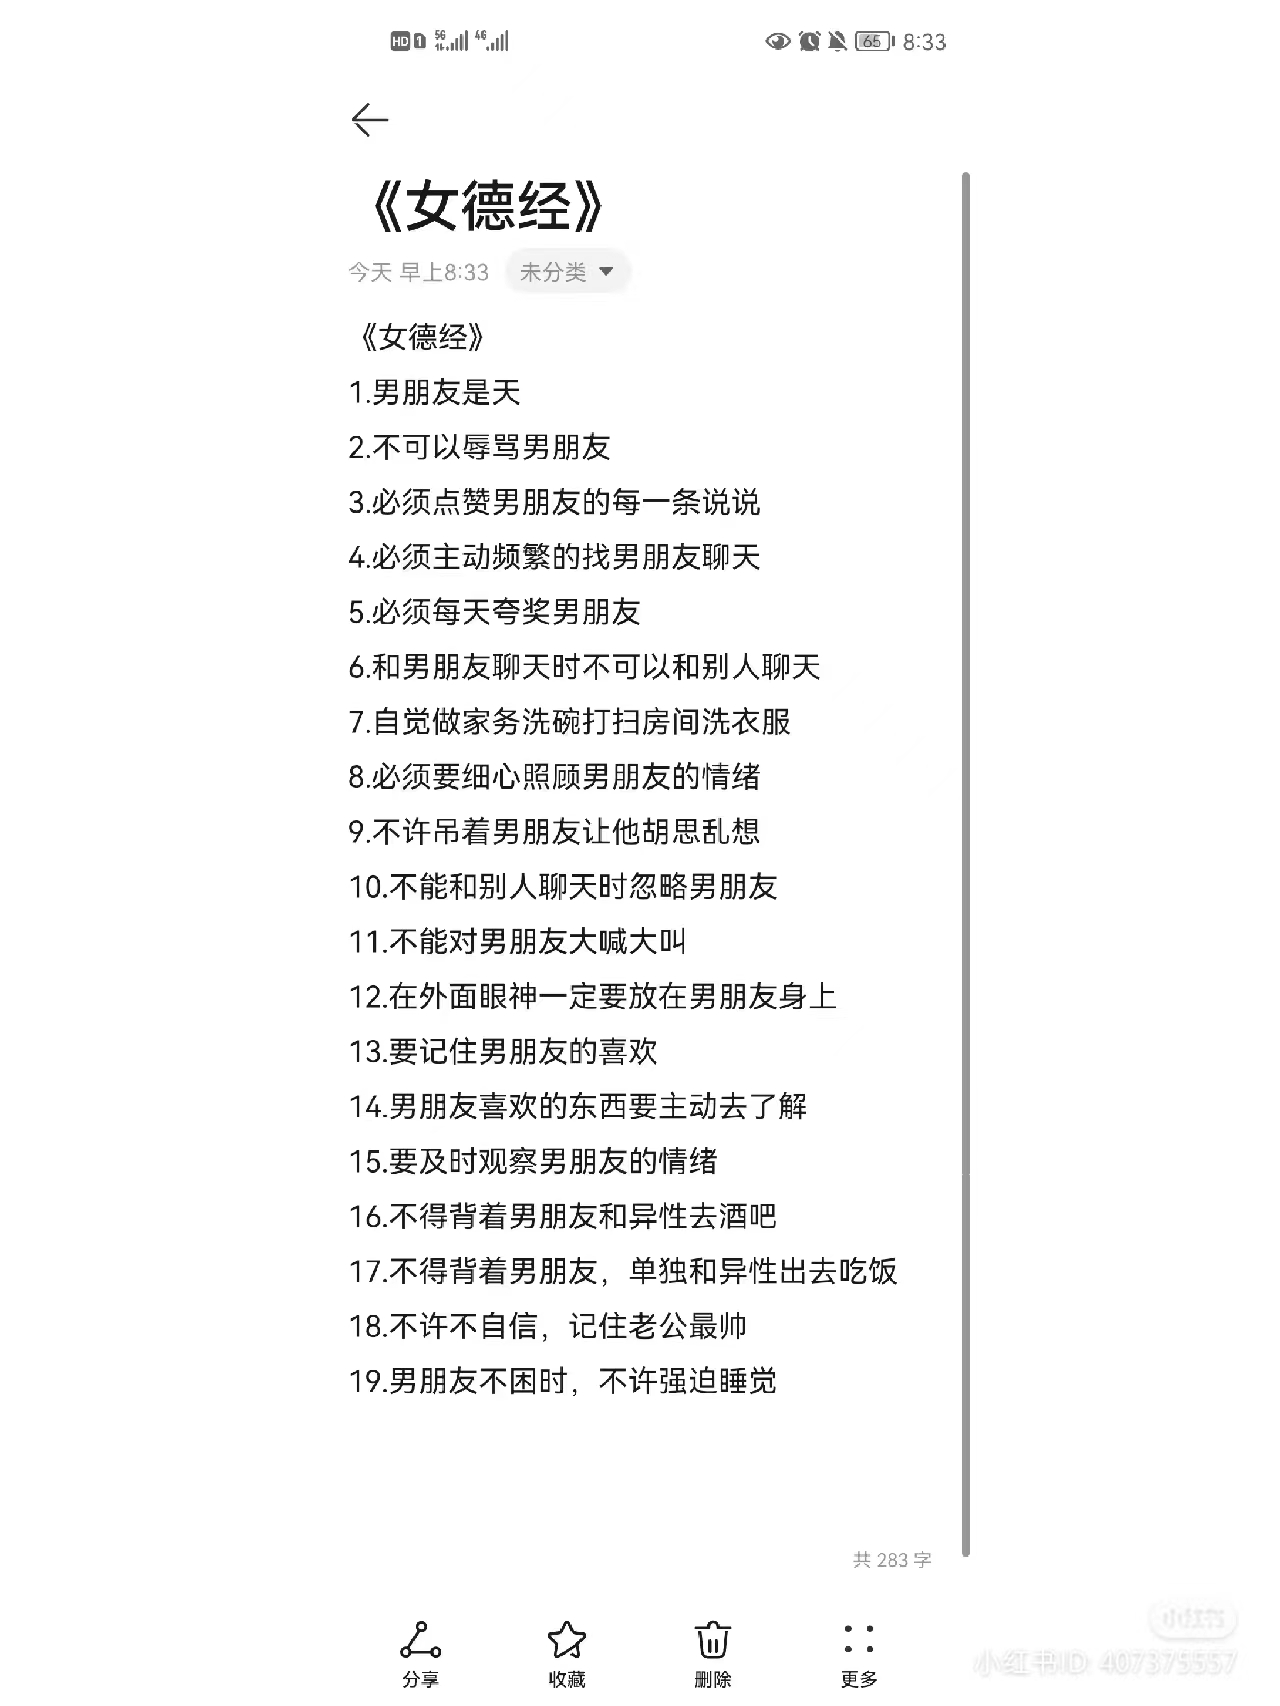 HD 1 5G 4G 65 8:33
《女德经》
今天 早上8:33 未分类
《女德经》
1.男朋友是天
2.不可以辱骂男朋友
3.必须点赞男朋友的每一条说说
4.必须主动频繁的找男朋友聊天
5.必须每天夸奖男朋友
6.和男朋友聊天时不可以和别人聊天
7.自觉做家务洗碗打扫房间洗衣服
8.必须要细心照顾男朋友的情绪
9.不许吊着男朋友让他胡思乱想
10.不能和别人聊天时忽略男朋友
11.不能对男朋友大喊大叫
12.在外面眼神一定要放在男朋友身上
13.要记住男朋友的喜欢
14.男朋友喜欢的东西要主动去了解
15.要及时观察男朋友的情绪
16.不得背着男朋友和异性去酒吧
17.不得背着男朋友，单独和异性出去吃饭
18.不许不自信，记住老公最帅
19.男朋友不困时，不许强迫睡觉
共 283 字
小红书
小红书ID 407375557
分享 收藏 删除 更多